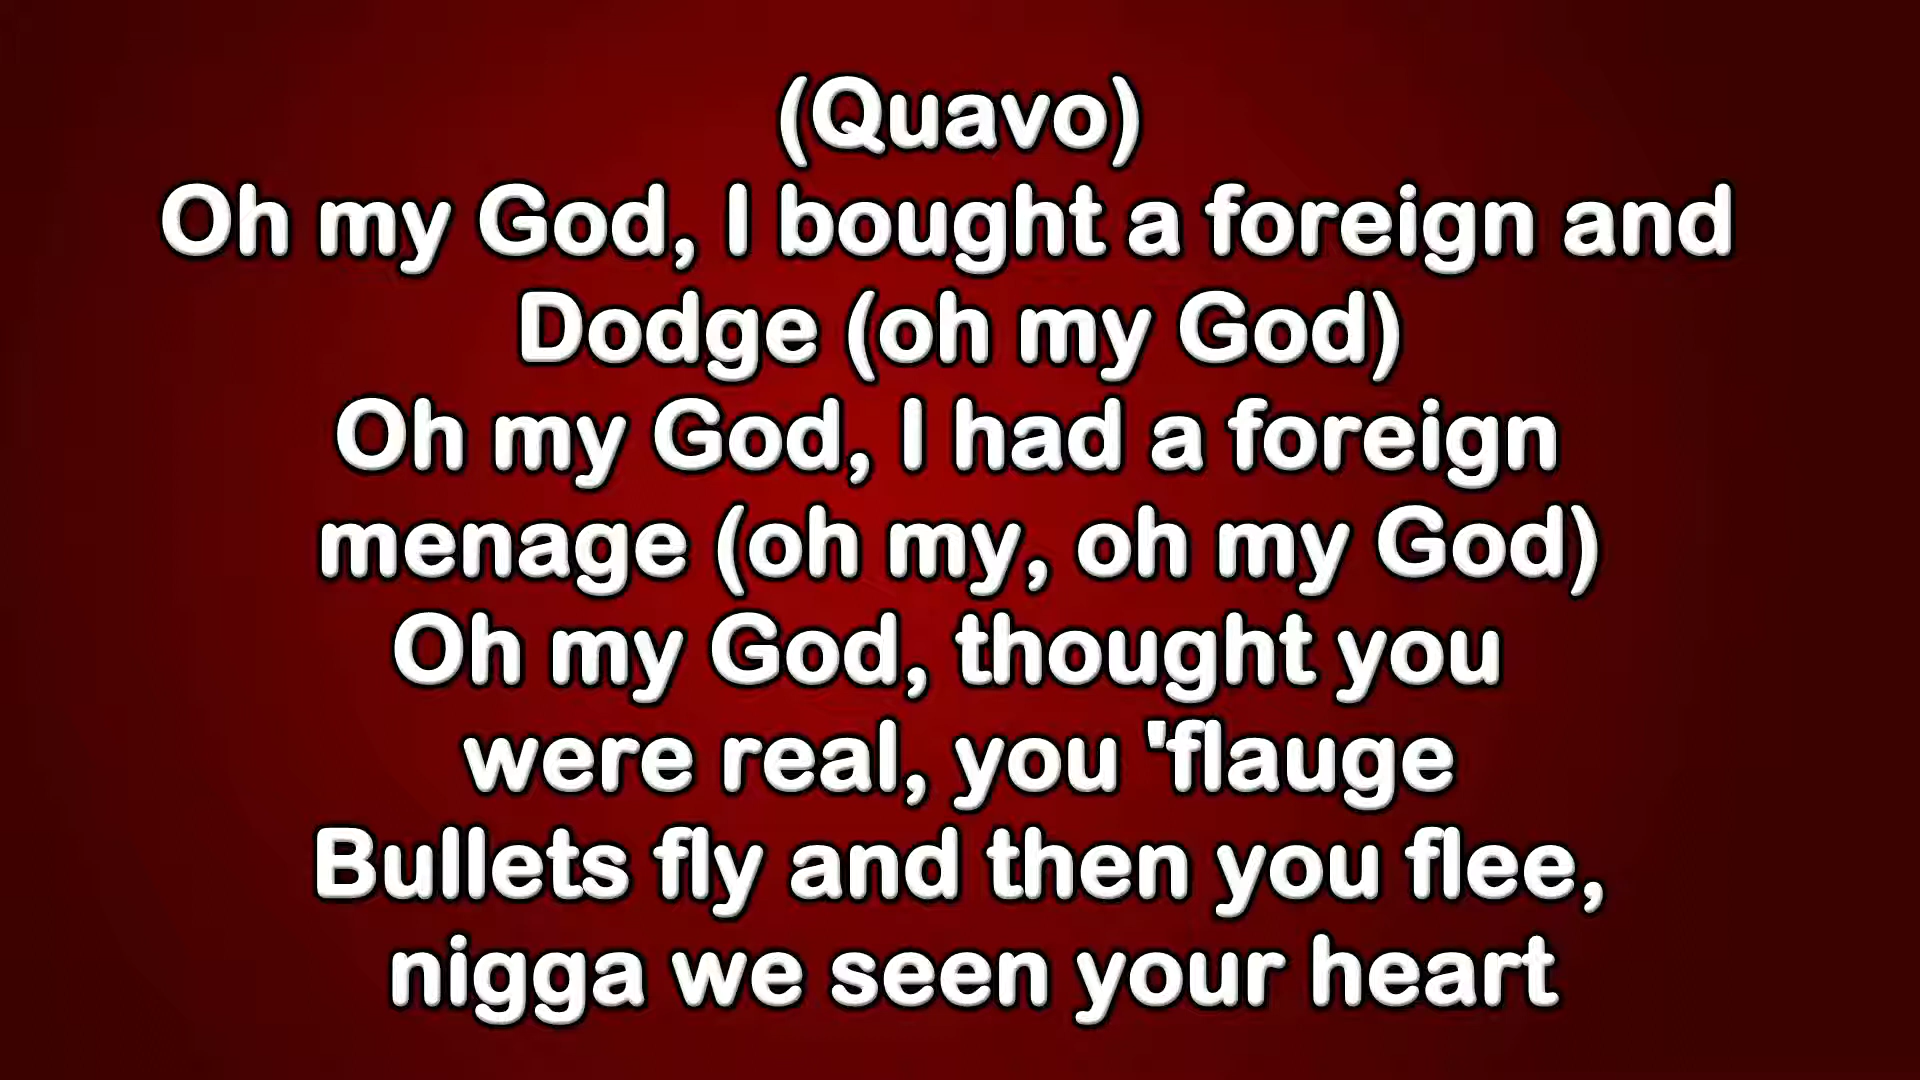 (Quavo)
Oh my God, I bought a foreign and
Dodge (oh my God)
Oh my God, I had a foreign
menage (oh my, oh my God)
Oh my God, thought you
were real, you 'flauge
Bullets fly and then you flee,
nigga we seen your heart